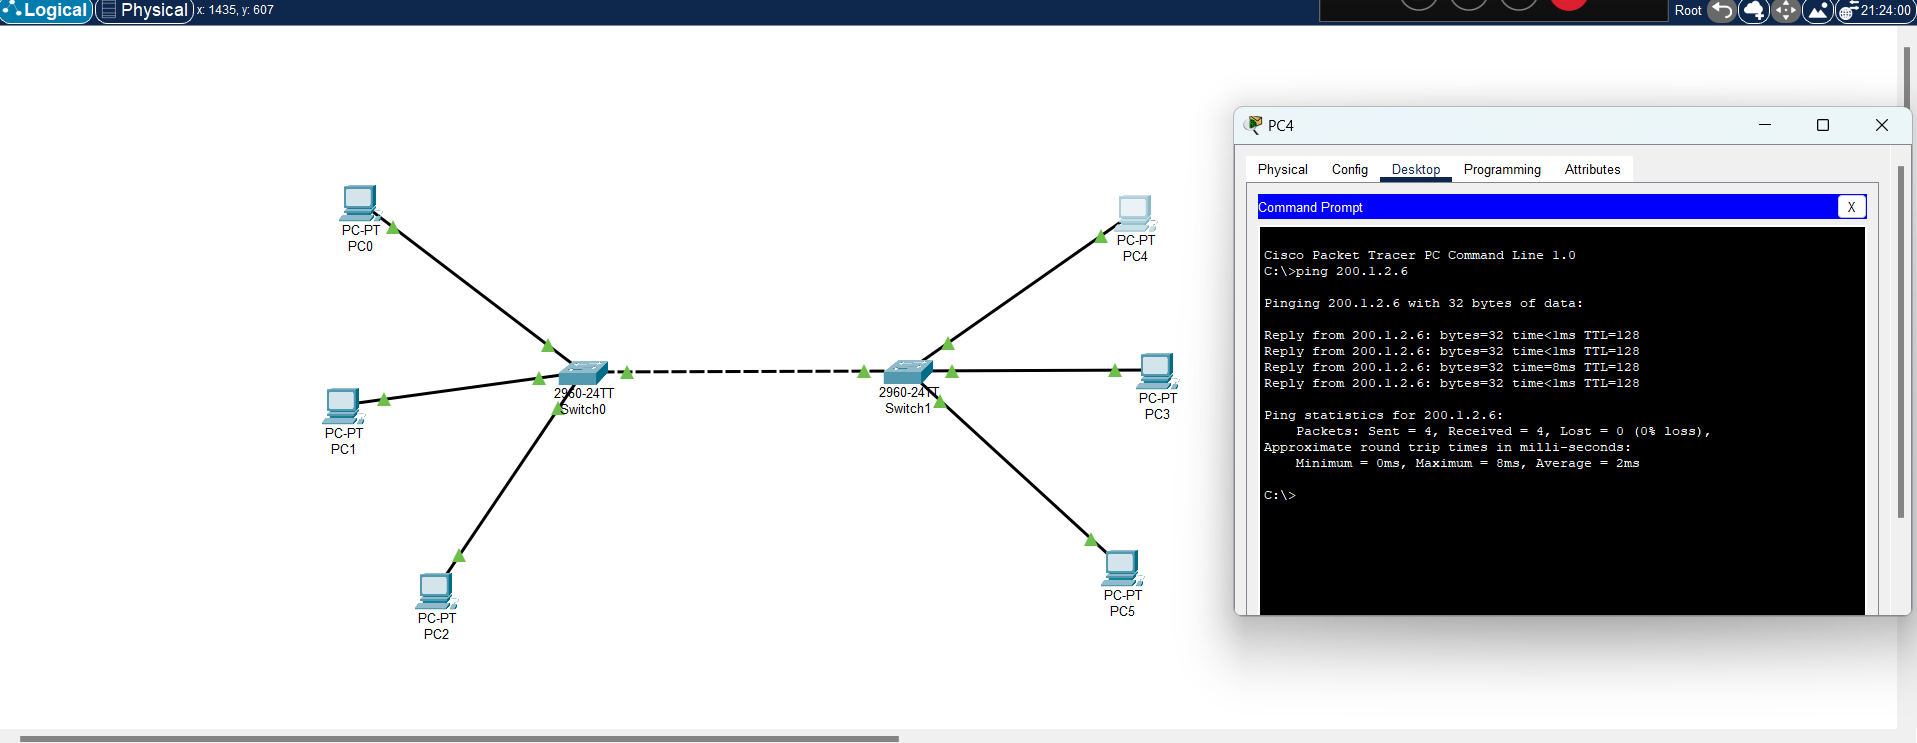 Logical Physical x: 1435, y: 607
Root 21:24:00
PC-PT
PC0
PC-PT
PC1
PC-PT
PC2
2960-24TT
Switch0
2960-24TT
Switch1
PC-PT
PC4
PC-PT
PC3
PC-PT
PC5
PC4
Physical Config Desktop Programming Attributes
Command Prompt X
Cisco Packet Tracer PC Command Line 1.0
C:\>ping 200.1.2.6
Pinging 200.1.2.6 with 32 bytes of data:
Reply from 200.1.2.6: bytes=32 time<1ms TTL=128
Reply from 200.1.2.6: bytes=32 time<1ms TTL=128
Reply from 200.1.2.6: bytes=32 time=8ms TTL=128
Reply from 200.1.2.6: bytes=32 time<1ms TTL=128
Ping statistics for 200.1.2.6:
Packets: Sent = 4, Received = 4, Lost = 0 (0% loss),
Approximate round trip times in milli-seconds:
Minimum = 0ms, Maximum = 8ms, Average = 2ms
C:\>